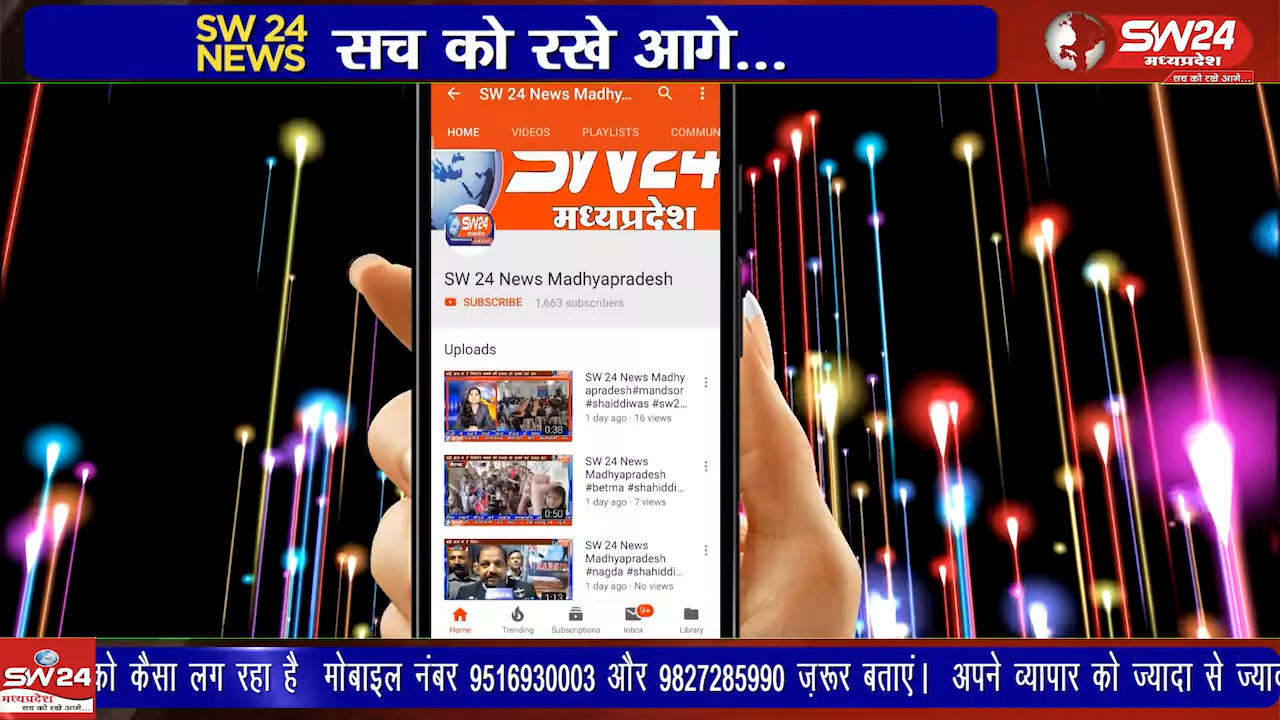 SW 24
NEWS
सच को रखे आगे...
SW24
मध्यप्रदेश
सच को रखे आगे...
SW 24 News Madhy...
HOME VIDEOS PLAYLISTS COMMUN
SW24
मध्यप्रदेश
SW24
SW 24 News Madhyapradesh
SUBSCRIBE 1,663 subscribers
Uploads
SW 24 News Madhy
apradesh#mandsor
#shaiddiwas #sw2...
1 day ago · 16 views
0:38
SW 24 News
Madhyapradesh
#betma #shahiddi...
1 day ago · 7 views
0:50
SW 24 News
Madhyapradesh
#nagda #shahiddi...
1 day ago · No views
1:13
Home Trending Subscriptions Inbox Library
9+
SW24
मध्यप्रदेश
सच को रखे आगे...
को कैसा लग रहा है मोबाइल नंबर 9516930003 और 9827285990 ज़रूर बताएं। अपने व्यापार को ज्यादा से ज्या